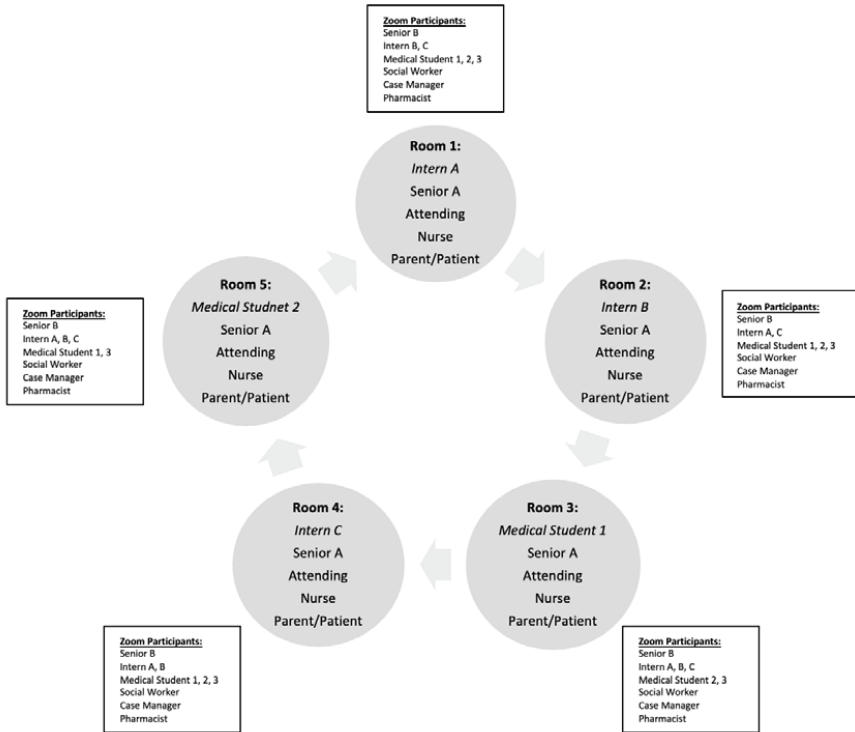 Zoom Participants:
Senior B
Intern B, C
Medical Student 1, 2, 3
Social Worker
Case Manager
Pharmacist
Room 1:
Intern A
Senior A
Attending
Nurse
Parent/Patient
Room 2:
Intern B
Senior A
Attending
Nurse
Parent/Patient
Zoom Participants:
Senior B
Intern A, C
Medical Student 1, 2, 3
Social Worker
Case Manager
Pharmacist
Room 3:
Medical Student 1
Senior A
Attending
Nurse
Parent/Patient
Zoom Participants:
Senior B
Intern A, B, C
Medical Student 2, 3
Social Worker
Case Manager
Pharmacist
Room 4:
Intern C
Senior A
Attending
Nurse
Parent/Patient
Zoom Participants:
Senior B
Intern A, B
Medical Student 1, 2, 3
Social Worker
Case Manager
Pharmacist
Room 5:
Medical Studnet 2
Senior A
Attending
Nurse
Parent/Patient
Zoom Participants:
Senior B
Intern A, B, C
Medical Student 1, 3
Social Worker
Case Manager
Pharmacist